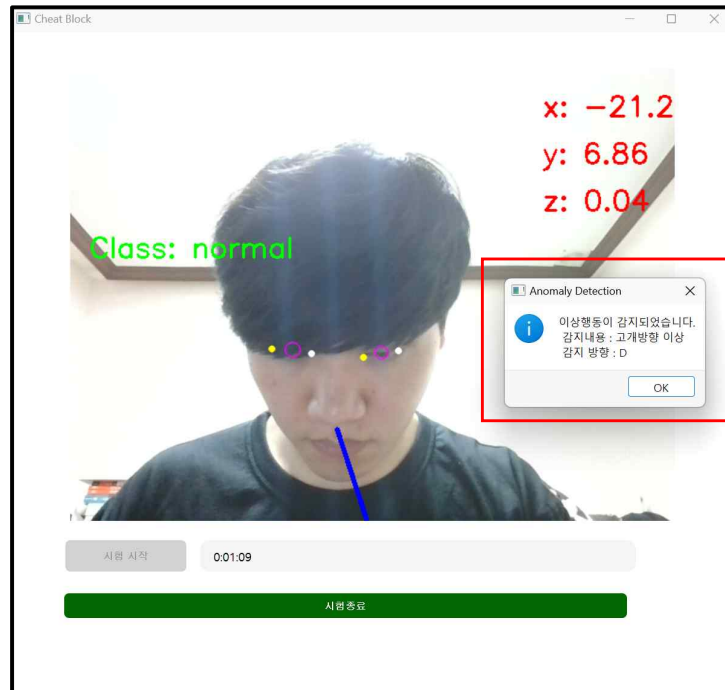 Cheat Block
x: -21.2
y: 6.86
z: 0.04
Class: normal
Anomaly Detection
이상행동이 감지되었습니다.
감지내용 : 고개방향 이상
감지 방향 : D
OK
시험 시작
0:01:09
시험종료